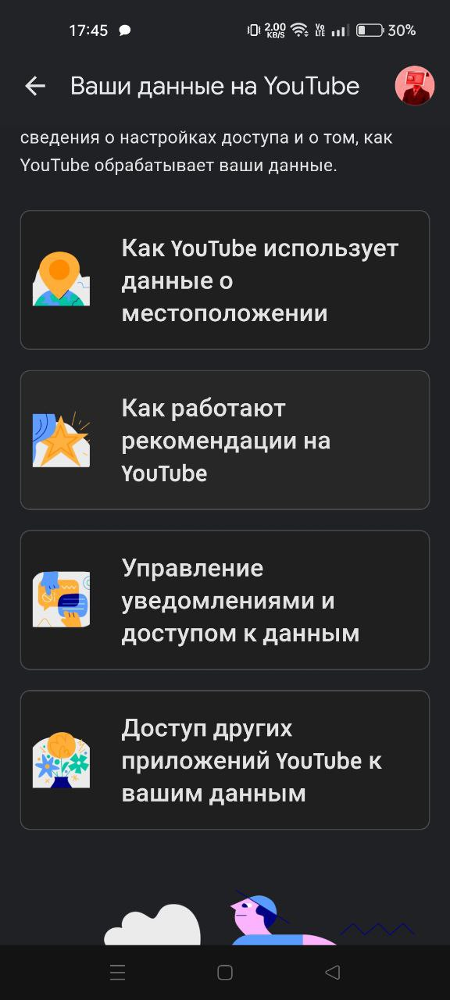 17:45
2.00
KB/S
Vo
LTE
30%
Ваши данные на YouTube
сведения о настройках доступа и о том, как
YouTube обрабатывает ваши данные.
Как YouTube использует
данные о
местоположении
Как работают
рекомендации на
YouTube
Управление
уведомлениями и
доступом к данным
Доступ других
приложений YouTube к
вашим данным